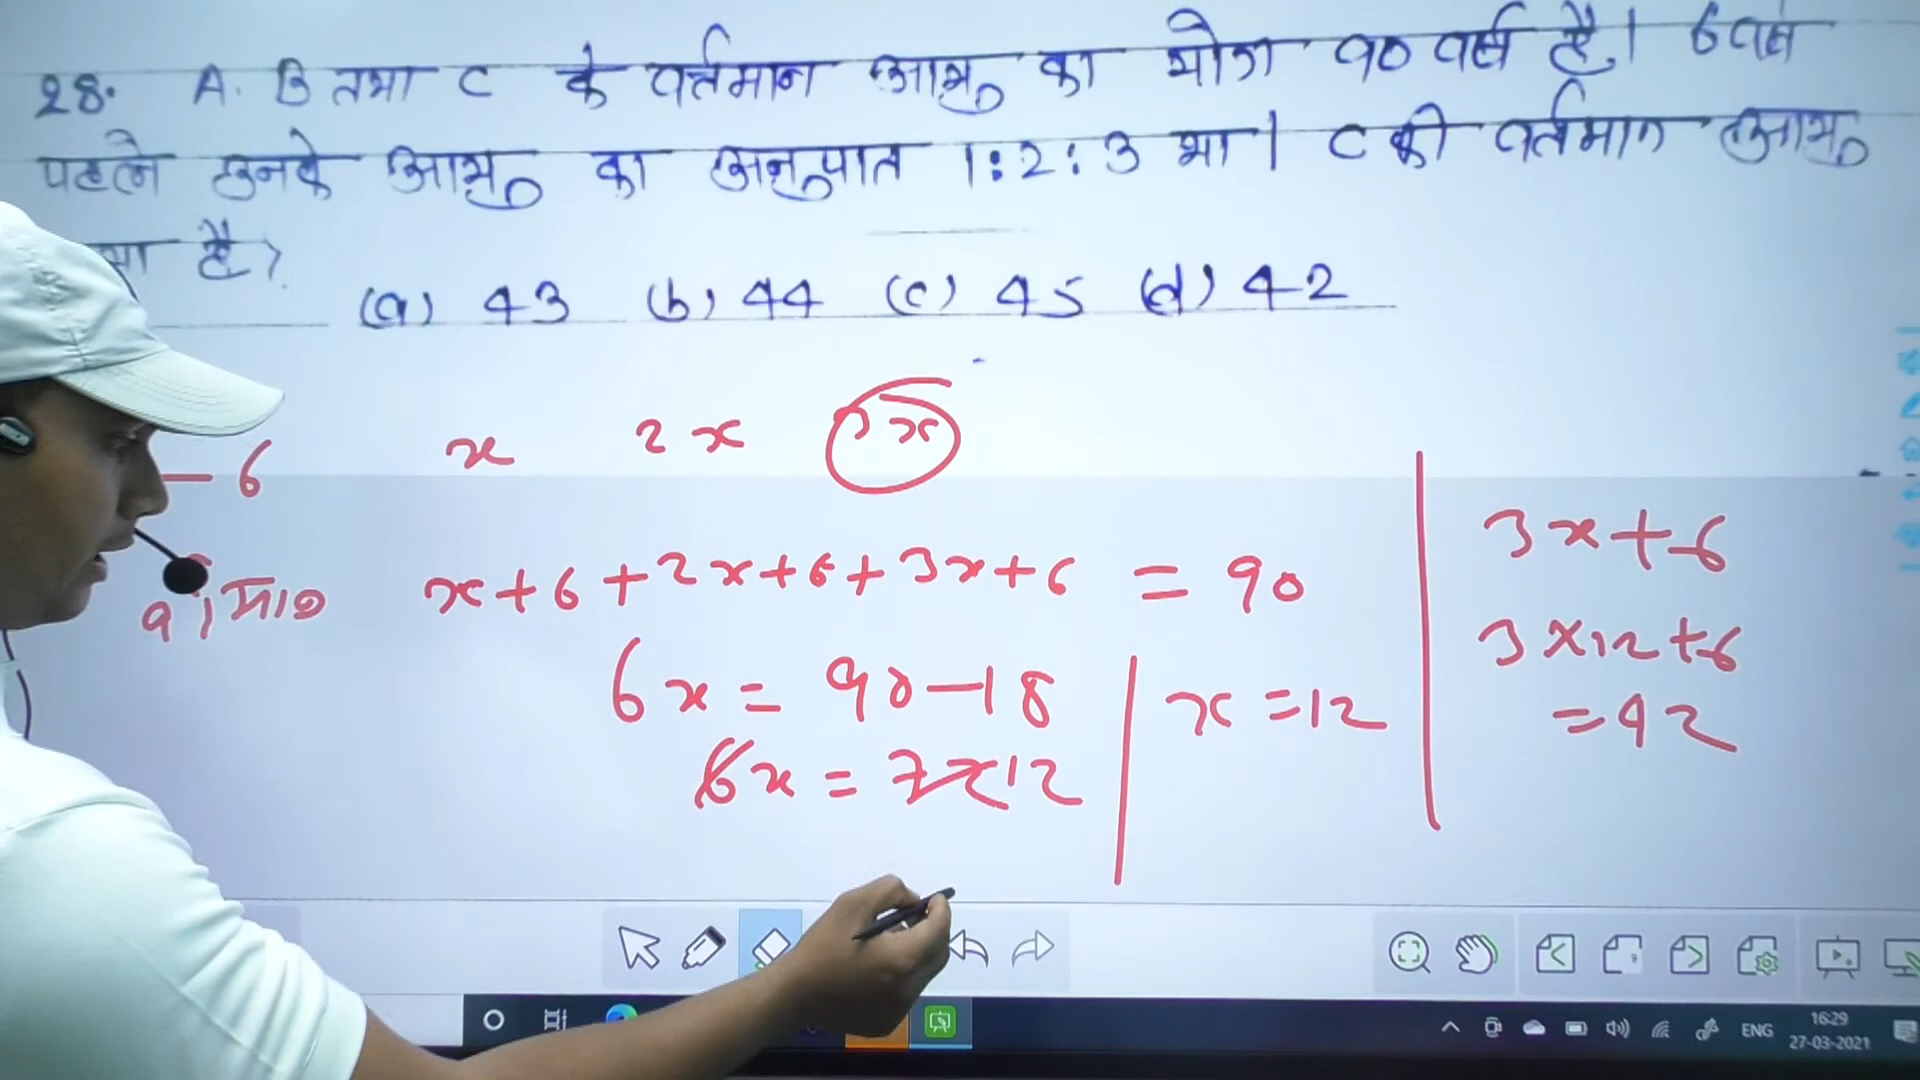 28. A. B तथा C के वर्त्तमान आयु का योग 90 वर्ष है। 6 वर्ष
पहले उनके आयु का अनुपात 1:2:3 था। C की वर्तमान आयु
है?
(a) 43 (b) 44 (c) 45 (d) 42
- 6 x 2x 3x
x+6+2x+6+3x+6 = 90
6x = 90-18
6x = 72 12
x = 12
3x+6
3×12+6
=42
ENG 16:29
27-03-2021